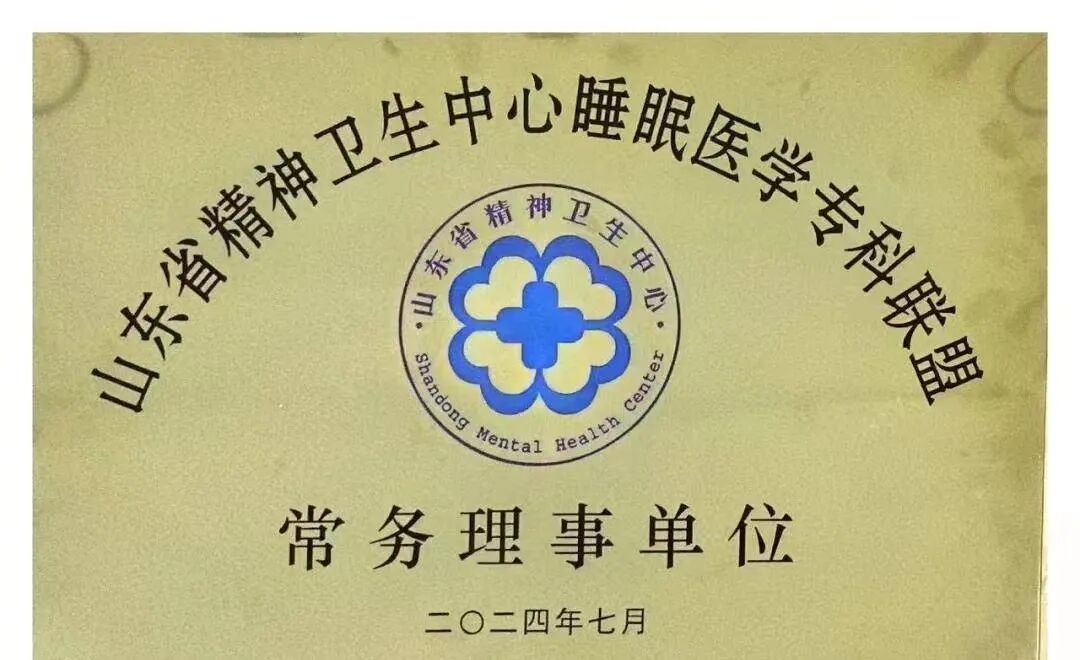 山东省精神卫生中心睡眠医学专科联盟
·山东省精神卫生中心·
Shandong Mental Health Center
常务理事单位
二〇二四年七月